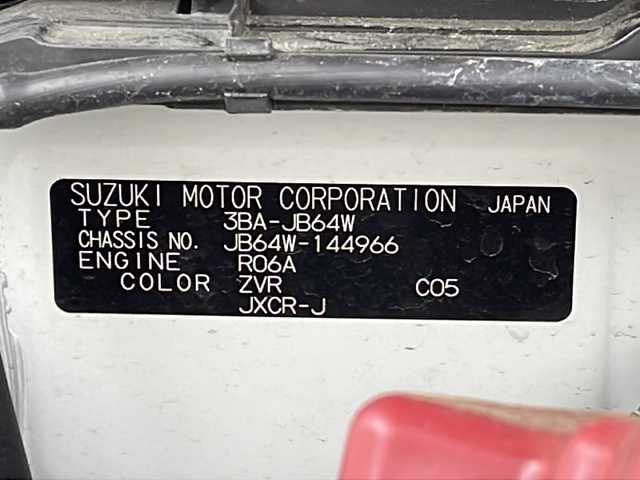 SUZUKI MOTOR CORPORATION JAPAN
TYPE 3BA-JB64W
CHASSIS NO. JB64W-144966
ENGINE R06A
COLOR ZVR C05
JXCR-J